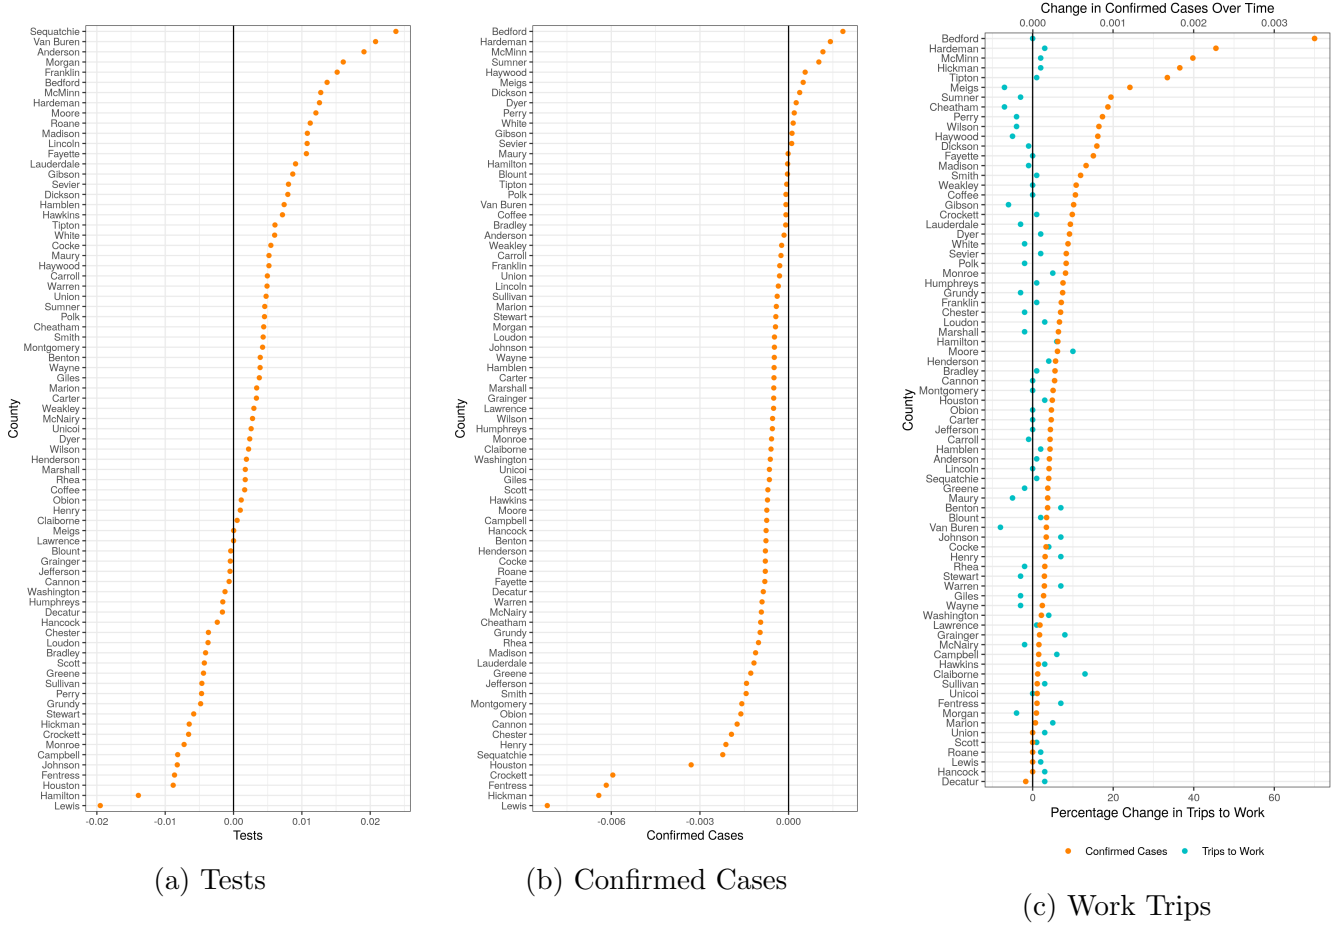 Sequatchie
Van Buren
Anderson
Morgan
Franklin
Bedford
McMinn
Hardeman
Moore
Roane
Madison
Lincoln
Fayette
Lauderdale
Gibson
Sevier
Dickson
Hamblen
Hawkins
Tipton
White
Cocke
Maury
Haywood
Carroll
Warren
Union
Sumner
Polk
Cheatham
Smith
Montgomery
Benton
Wayne
Giles
Marion
Carter
Weakley
McNairy
Unicoi
Dyer
Wilson
Henderson
Marshall
Rhea
Coffee
Obion
Henry
Claiborne
Meigs
Lawrence
Blount
Grainger
Jefferson
Cannon
Washington
Humphreys
Decatur
Hancock
Chester
Loudon
Bradley
Scott
Greene
Sullivan
Perry
Grundy
Stewart
Hickman
Crockett
Monroe
Campbell
Johnson
Fentress
Houston
Hamilton
Lewis
County
-0.02 -0.01 0.00 0.01 0.02
Tests
(a) Tests
Bedford
Hardeman
McMinn
Sumner
Haywood
Meigs
Dickson
Dyer
Perry
White
Gibson
Sevier
Maury
Hamilton
Blount
Tipton
Polk
Van Buren
Coffee
Bradley
Anderson
Weakley
Carroll
Franklin
Union
Lincoln
Sullivan
Marion
Stewart
Morgan
Loudon
Johnson
Wayne
Hamblen
Carter
Marshall
Grainger
Lawrence
Wilson
Humphreys
Monroe
Claiborne
Washington
Unicoi
Giles
Scott
Hawkins
Moore
Campbell
Hancock
Benton
Henderson
Cocke
Roane
Fayette
Decatur
Warren
McNairy
Cheatham
Grundy
Rhea
Madison
Lauderdale
Greene
Jefferson
Smith
Montgomery
Obion
Cannon
Chester
Henry
Sequatchie
Houston
Crockett
Fentress
Hickman
Lewis
County
-0.006 -0.003 0.000
Confirmed Cases
(b) Confirmed Cases
Change in Confirmed Cases Over Time
0.000 0.001 0.002 0.003
Bedford
Hardeman
McMinn
Hickman
Tipton
Meigs
Sumner
Cheatham
Perry
Wilson
Haywood
Dickson
Fayette
Madison
Smith
Weakley
Coffee
Gibson
Crockett
Lauderdale
Dyer
White
Sevier
Polk
Monroe
Humphreys
Grundy
Franklin
Chester
Loudon
Marshall
Hamilton
Moore
Henderson
Bradley
Cannon
Montgomery
Houston
Obion
Carter
Jefferson
Carroll
Hamblen
Anderson
Lincoln
Sequatchie
Greene
Maury
Benton
Blount
Van Buren
Johnson
Cocke
Henry
Rhea
Stewart
Warren
Giles
Wayne
Washington
Lawrence
Grainger
McNairy
Campbell
Hawkins
Claiborne
Sullivan
Unicoi
Fentress
Morgan
Marion
Union
Scott
Roane
Lewis
Hancock
Decatur
County
0 20 40 60
Percentage Change in Trips to Work
Confirmed Cases Trips to Work
(c) Work Trips